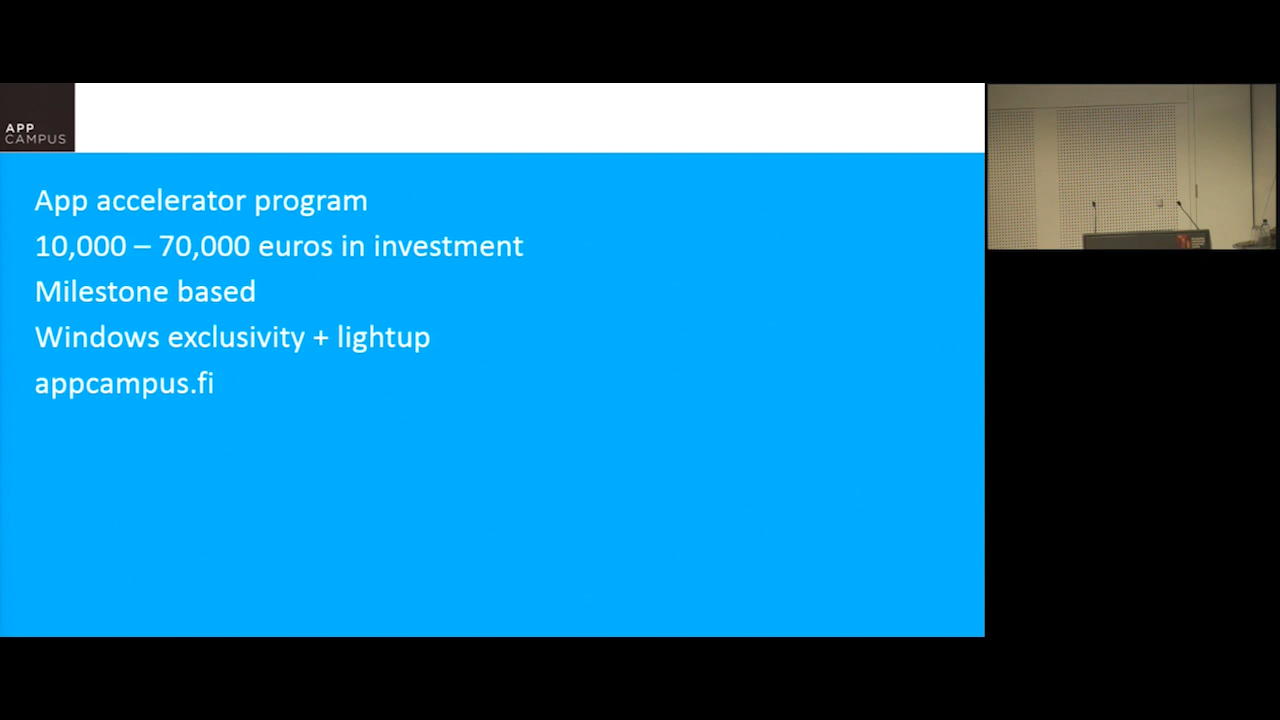 APP
CAMPUS
App accelerator program
10,000 – 70,000 euros in investment
Milestone based
Windows exclusivity + lightup
appcampus.fi